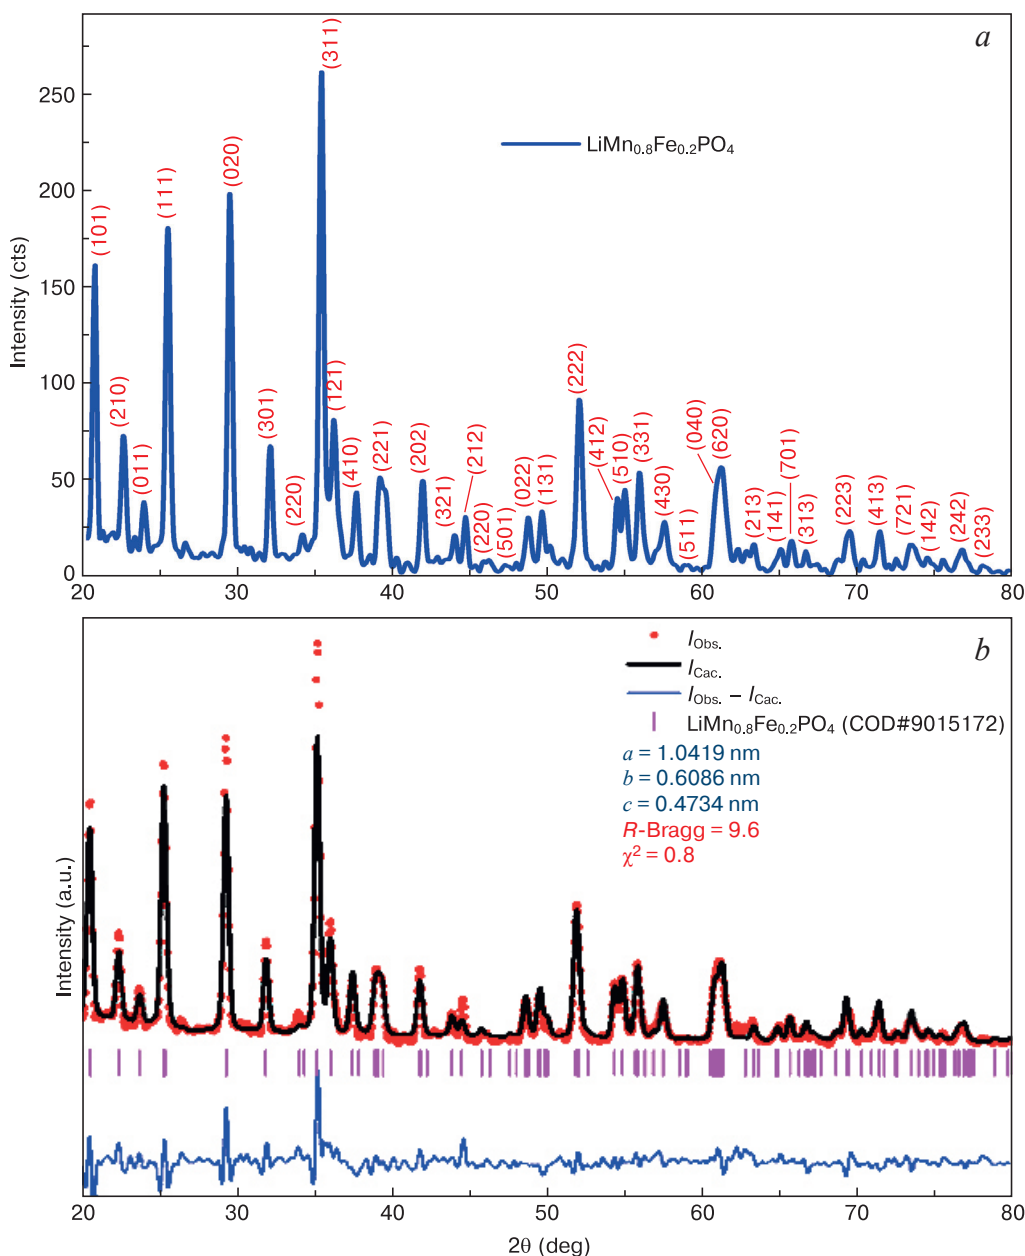 a
Intensity (cts)
250
200
150
100
50
0
LiMn0.8Fe0.2PO4
(101)
(210)
(011)
(111)
(020)
(301)
(220)
(311)
(121)
(410)
(221)
(202)
(321)
(212)
(220)
(501)
(022)
(131)
(222)
(412)
(510)
(331)
(430)
(511)
(040)
(620)
(213)
(141)
(701)
(313)
(223)
(413)
(721)
(142)
(242)
(233)
20 30 40 50 60 70 80
b
Intensity (a.u.)
IObs.
ICac.
IObs. – ICac.
LiMn0.8Fe0.2PO4 (COD#9015172)
a = 1.0419 nm
b = 0.6086 nm
c = 0.4734 nm
R-Bragg = 9.6
χ² = 0.8
20 30 40 50 60 70 80
2θ (deg)